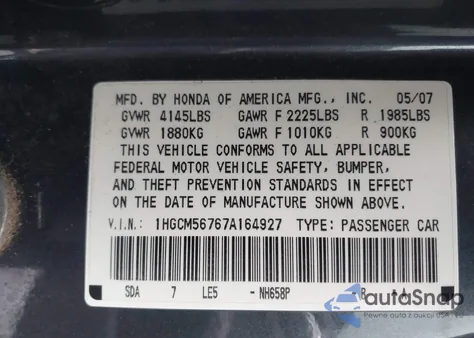 MFD. BY HONDA OF AMERICA MFG., INC. 05/07
GVWR 4145LBS GAWR F 2225LBS R 1985LBS
GVWR 1880KG GAWR F 1010KG R 900KG
THIS VEHICLE CONFORMS TO ALL APPLICABLE
FEDERAL MOTOR VEHICLE SAFETY, BUMPER,
AND THEFT PREVENTION STANDARDS IN EFFECT
ON THE DATE OF MANUFACTURE SHOWN ABOVE.
V.I.N.: 1HGCM56767A164927 TYPE: PASSENGER CAR
SDA 7 LE5 -NH658P
autoSnap